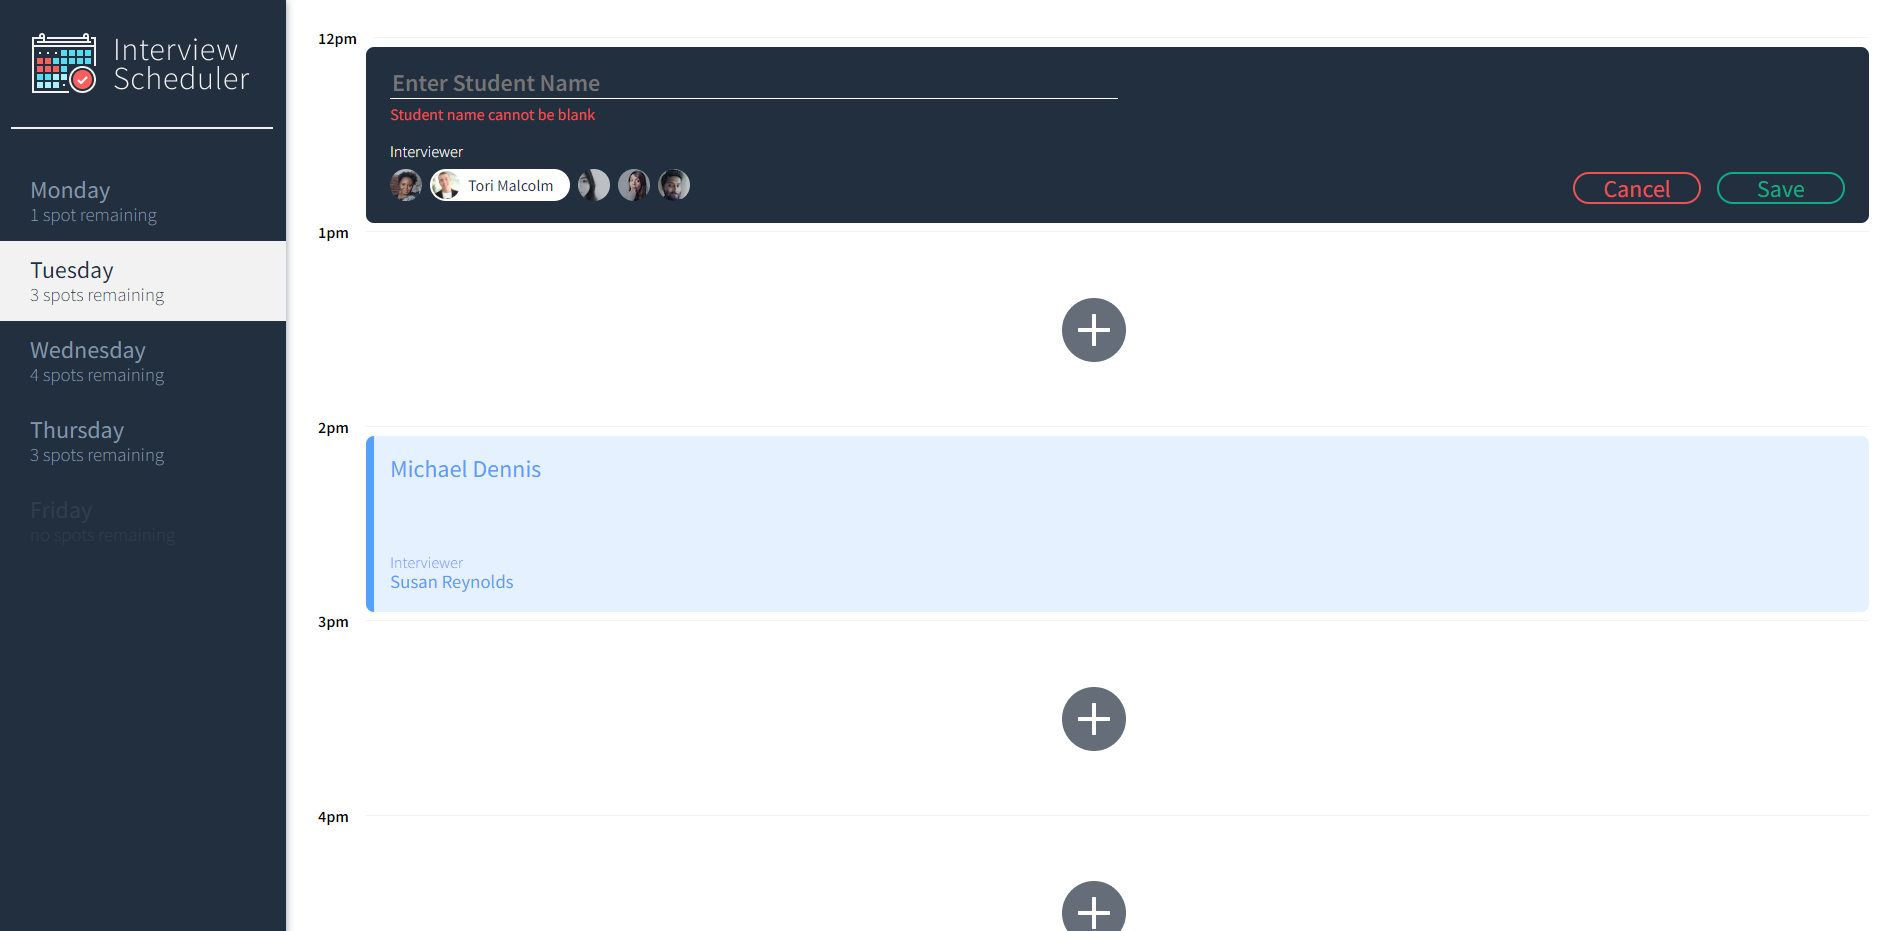 Interview
Scheduler
Monday
1 spot remaining
Tuesday
3 spots remaining
Wednesday
4 spots remaining
Thursday
3 spots remaining
Friday
no spots remaining
12pm
Enter Student Name
Student name cannot be blank
Interviewer
Tori Malcolm
Cancel
Save
1pm
2pm
Michael Dennis
Interviewer
Susan Reynolds
3pm
4pm